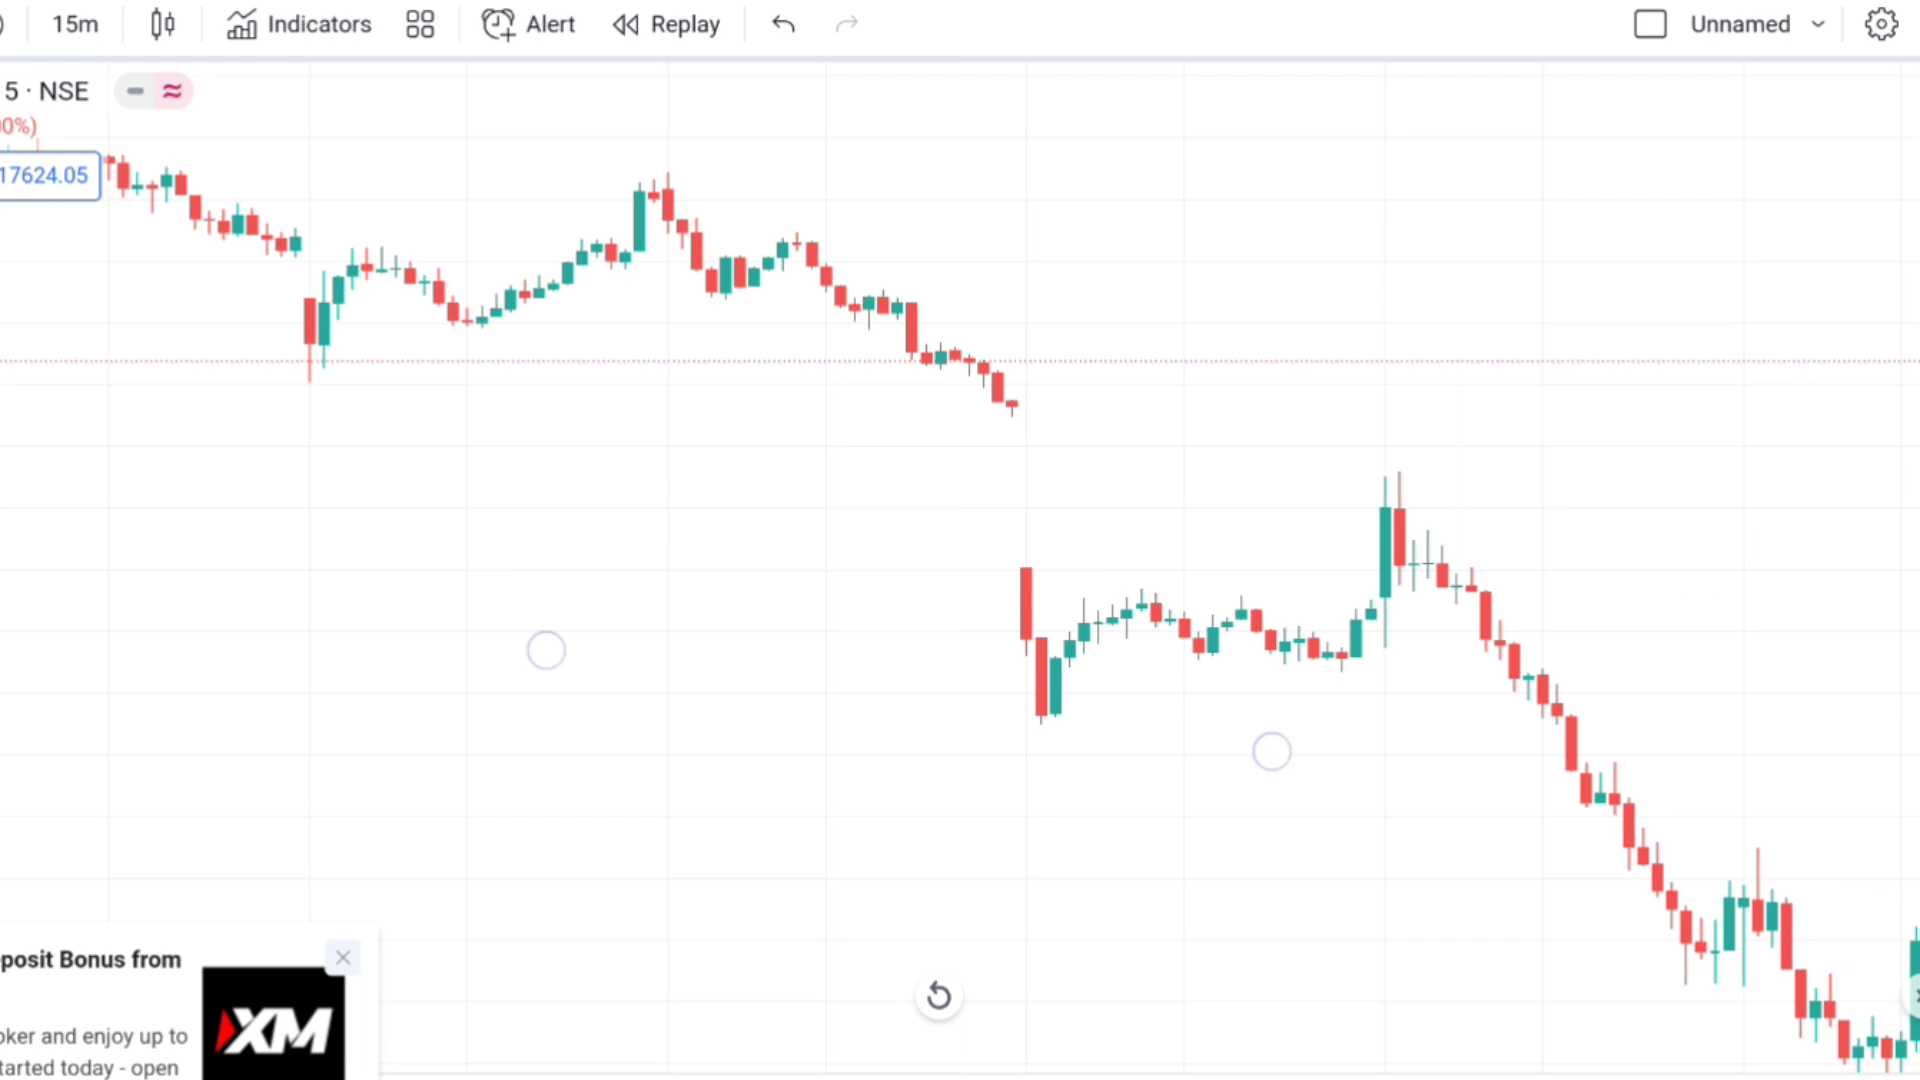 15m Indicators Alert Replay Unnamed
5 · NSE
0%)
17624.05
posit Bonus from
XM
oker and enjoy up to
tarted today - open